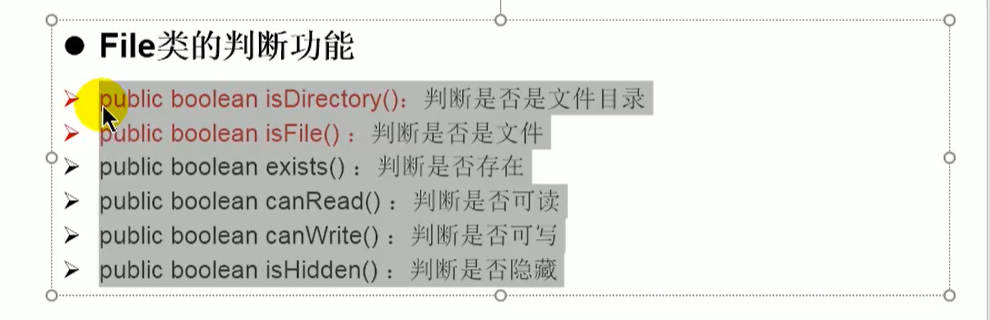 ● File类的判断功能
➢ public boolean isDirectory()：判断是否是文件目录
➢ public boolean isFile() ：判断是否是文件
➢ public boolean exists() ：判断是否存在
➢ public boolean canRead() ：判断是否可读
➢ public boolean canWrite() ：判断是否可写
➢ public boolean isHidden() ：判断是否隐藏